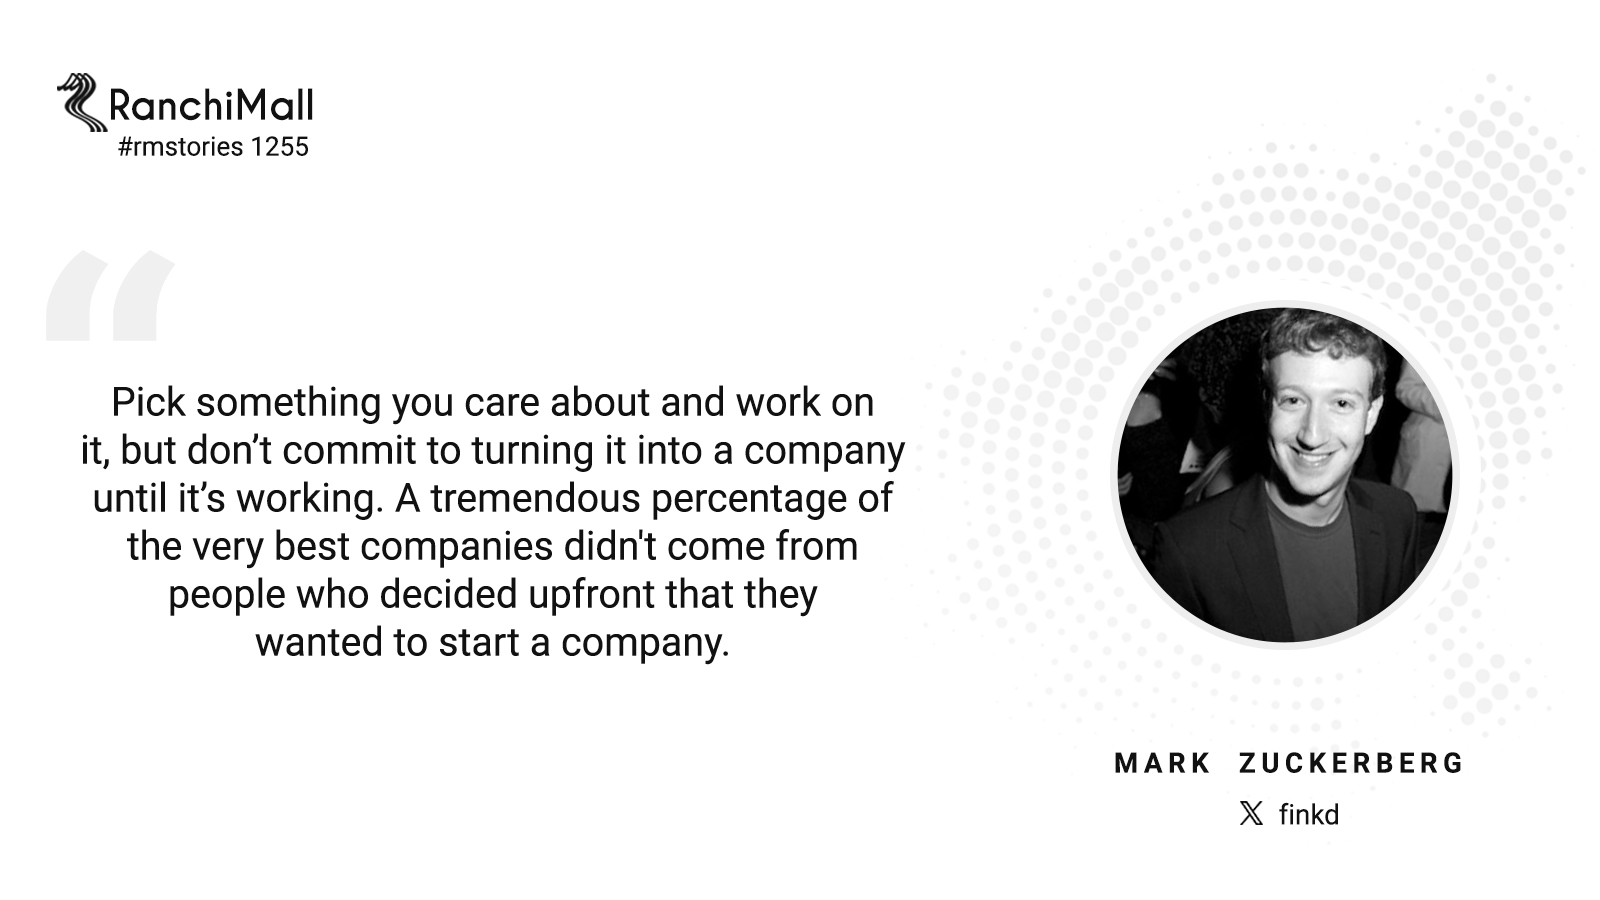 RanchiMall
#rmstories 1255
“
Pick something you care about and work on
it, but don’t commit to turning it into a company
until it’s working. A tremendous percentage of
the very best companies didn't come from
people who decided upfront that they
wanted to start a company.
MARK ZUCKERBERG
X finkd